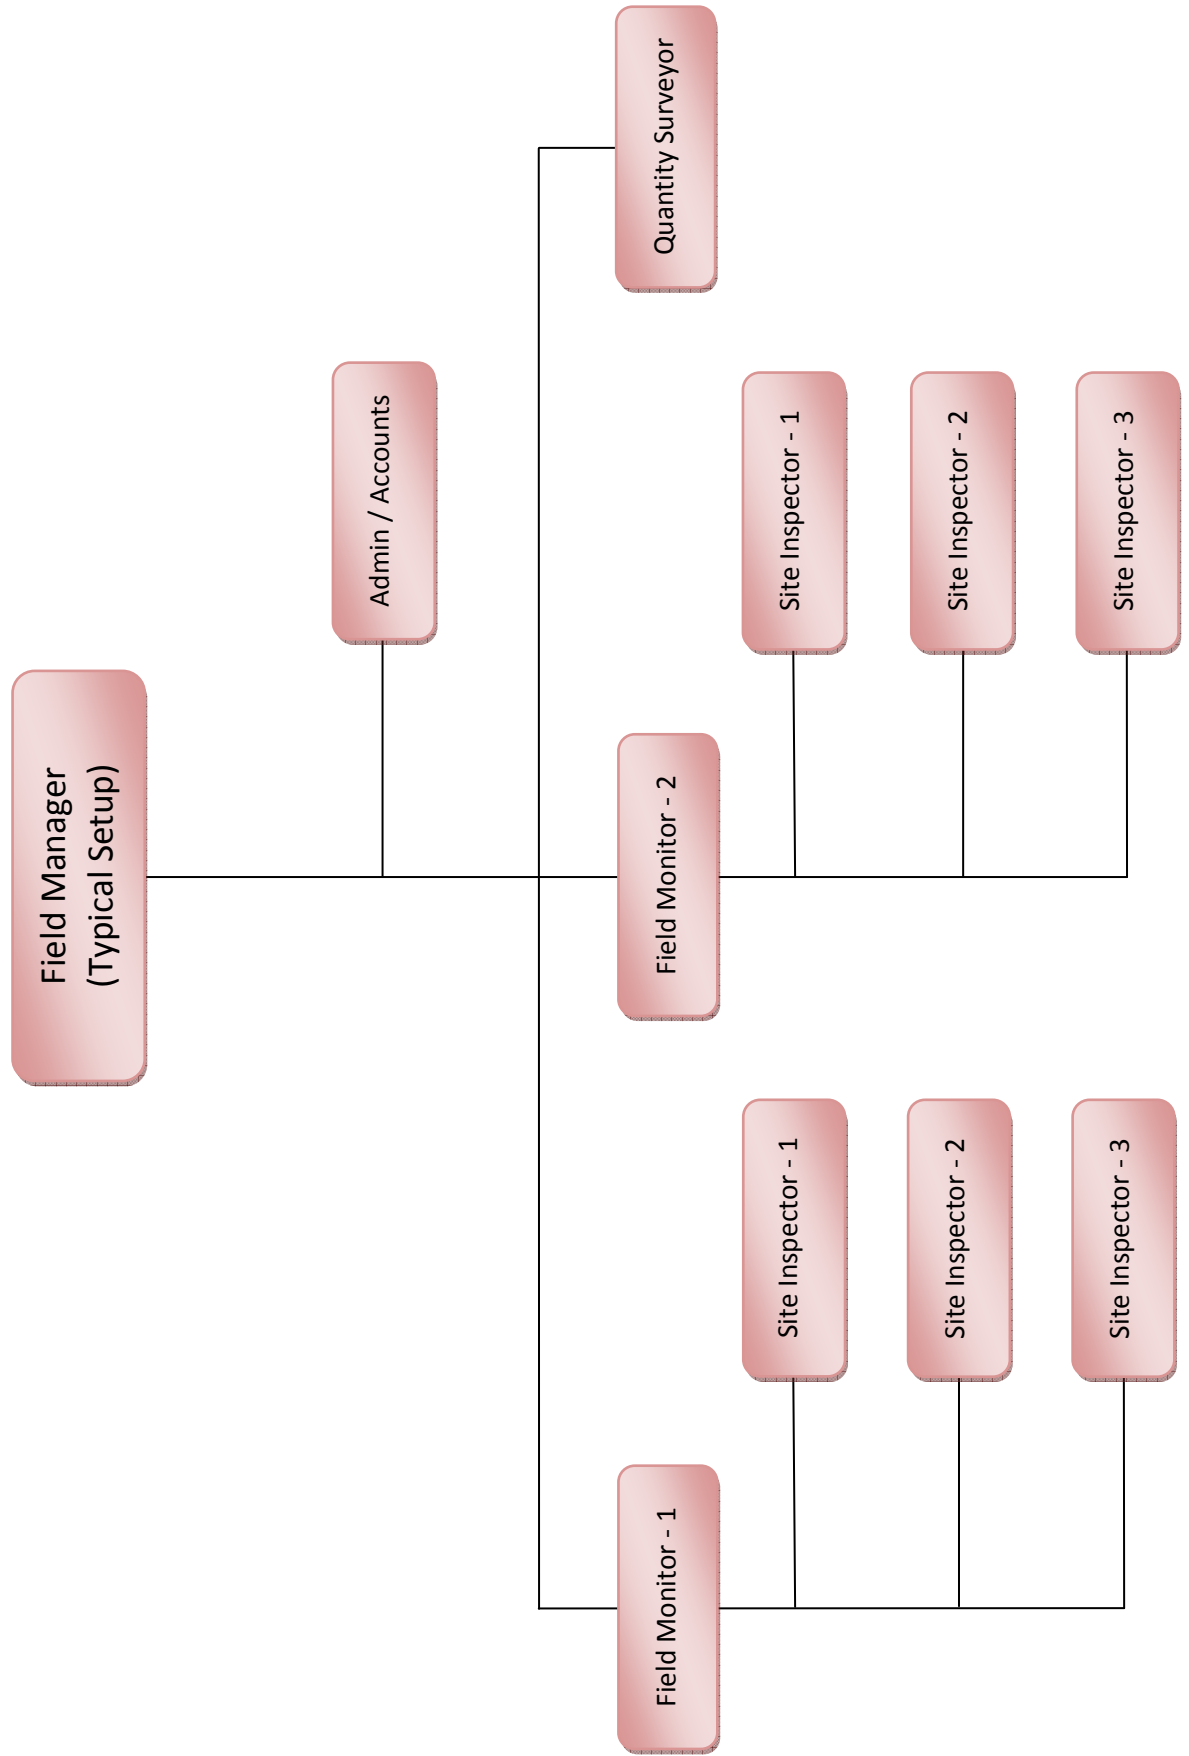 Field Manager
(Typical Setup)
Admin / Accounts
Field Monitor - 1
Field Monitor - 2
Quantity Surveyor
Site Inspector - 1
Site Inspector - 1
Site Inspector - 2
Site Inspector - 2
Site Inspector - 3
Site Inspector - 3